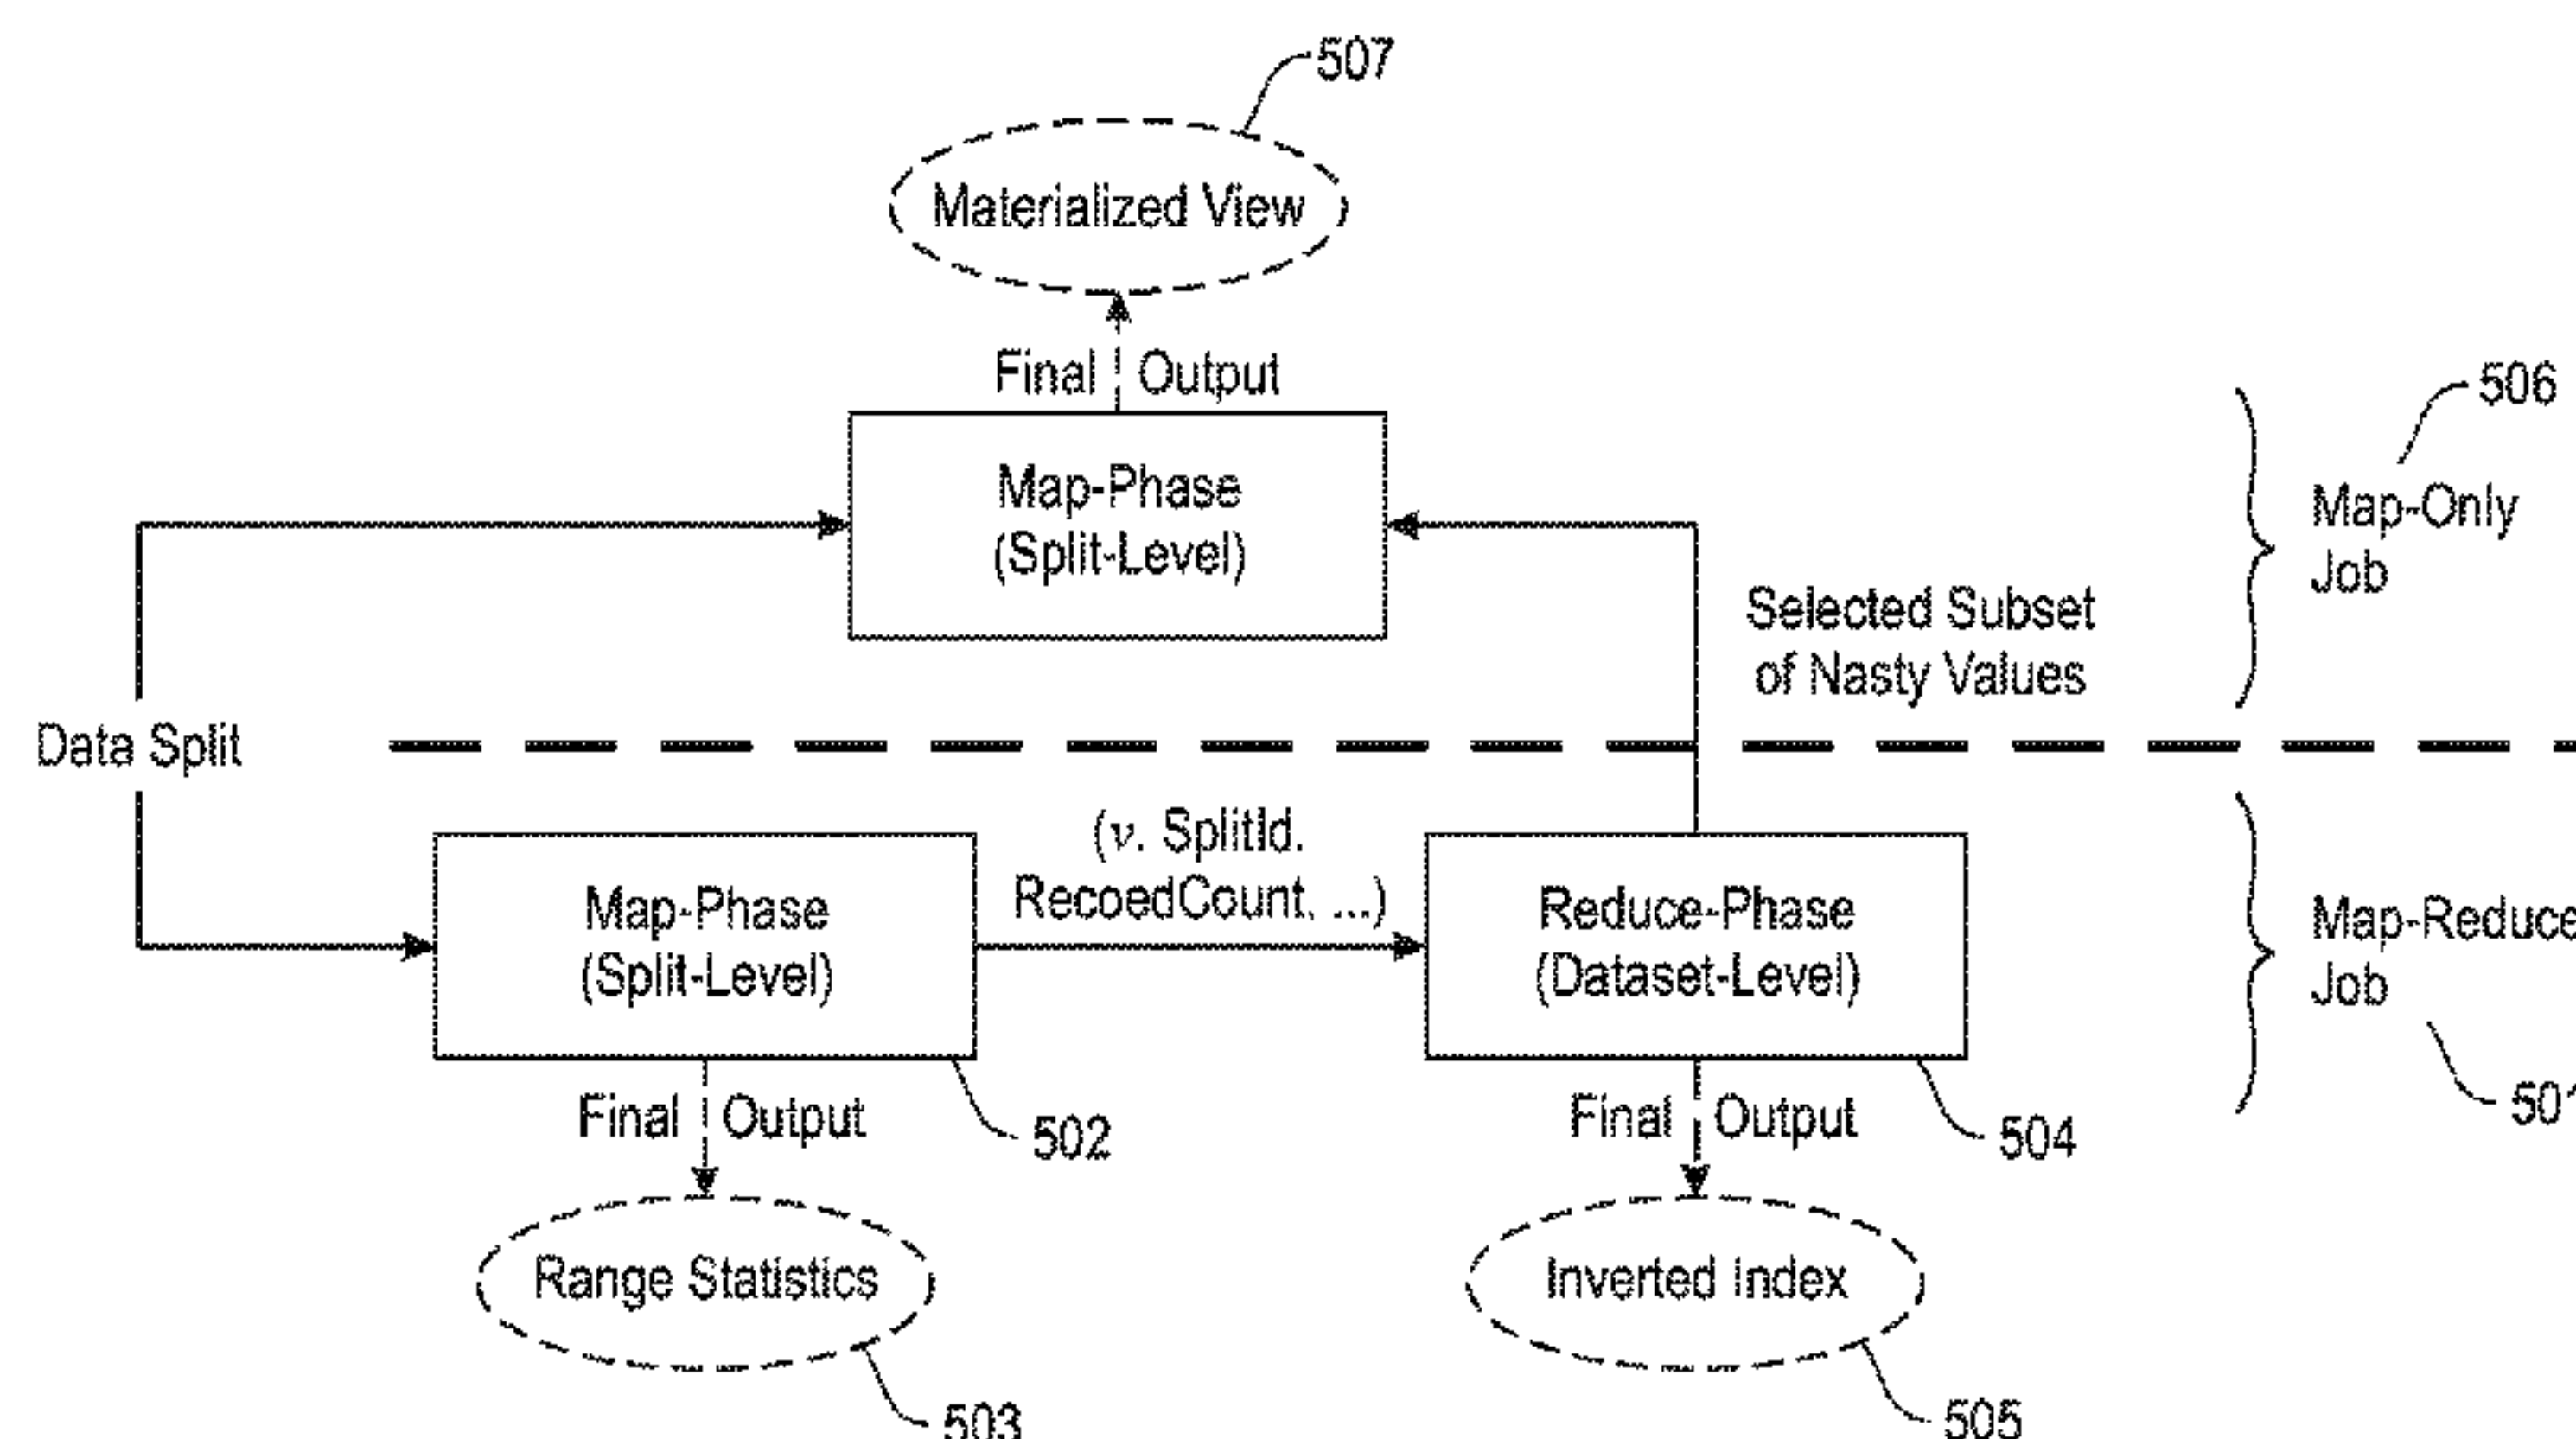 507
Materialized View
Final Output
506
Map-Phase
(Split-Level)
Map-Only
Job
Selected Subset
of Nasty Values
Data Split
(v. SplitId.
RecoedCount. ...)
Map-Phase
(Split-Level)
Reduce-Phase
(Dataset-Level)
Map-Reduce
Job
501
Final Output
502
Final Output
504
Range Statistics
Inverted Index
503
505